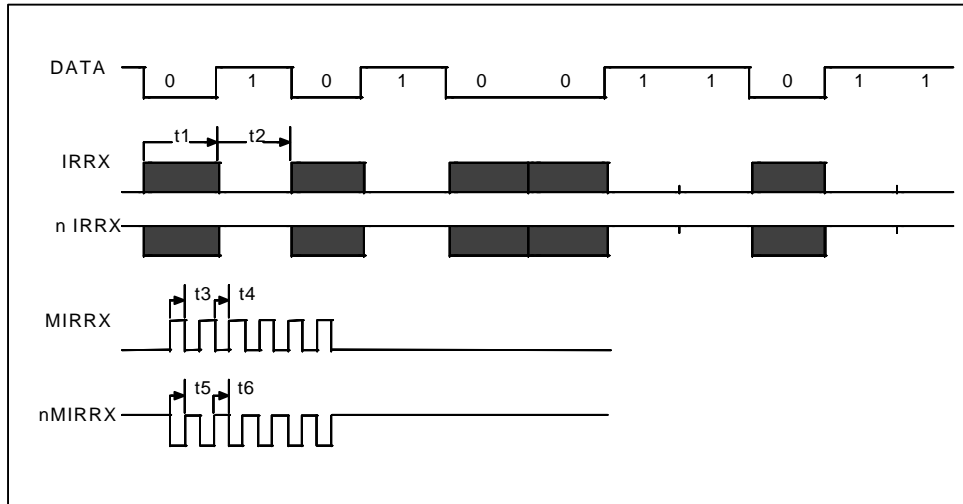 DATA
0 1 0 1 0 0 1 1 0 1 1
t1 t2
IRRX
n IRRX
t3 t4
MIRRX
t5 t6
nMIRRX